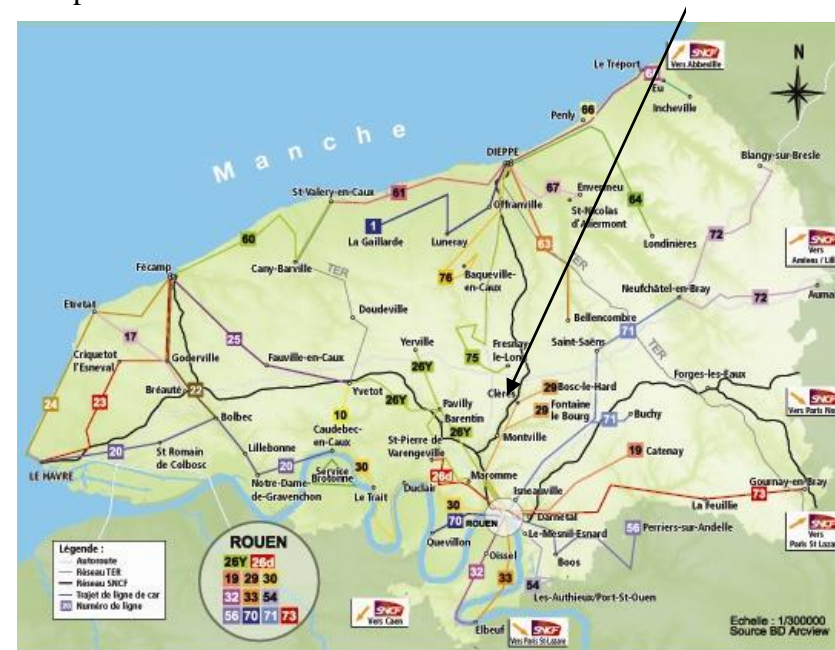 SNCF
Vers Abbeville
N
Le Tréport
Eu
Incheville
Penly
66
Manche
DIEPPE
Blangy-sur-Bresle
St-Valery-en-Caux
61
67
Envermeu
64
Offranville
St-Nicolas
d'Aliermont
1
La Gaillarde
Luneray
63
Londinières
72
SNCF
Vers
Amiens / Lill
60
Cany-Barville
TER
TER
Fécamp
76
Baqueville-
en-Caux
Neufchâtel-en-Bray
72
Auma
Etretat
17
Doudeville
Bellencombre
71
25
Yerville
Fresnay
le-Long
Saint-Saëns
TER
Criquetot
l'Esneval
Goderville
Fauville-en-Caux
26Y
75
Forges-les-Eaux
Bréauté
22
Yvetot
26Y
Clères
29
Bosc-le-Hard
SNCF
Vers Paris No
24
23
Bolbec
10
Pavilly
Barentin
29
Fontaine
le Bourg
71
Buchy
Caudebec-
en-Caux
26Y
Montville
20
St Romain
de Colbosc
Lillebonne
St-Pierre de
Varengeville
19
Catenay
LE HAVRE
20
Service
Brotonne
30
26d
Maromme
Notre-Dame-
de-Gravenchon
Le Trait
Duclair
Isneauville
73
Gournay-en-Bray
La Feuillie
30
70
ROUEN
Darnetal
Quevillon
Le-Mesnil-Esnard
56
Perriers-sur-Andelle
SNCF
Vers
Paris St Lazar
Oissel
Boos
32
33
54
Les-Authieux/Port-St-Ouen
Elbeuf
SNCF
Vers Caen
SNCF
Vers Paris St-Lazare
ROUEN
26Y 26d
19 29 30
32 33 54
56 70 71 73
Légende :
Autoroute
Réseau TER
Réseau SNCF
Trajet de ligne de car
20 Numéro de ligne
Echelle : 1/300000
Source BD Arcview